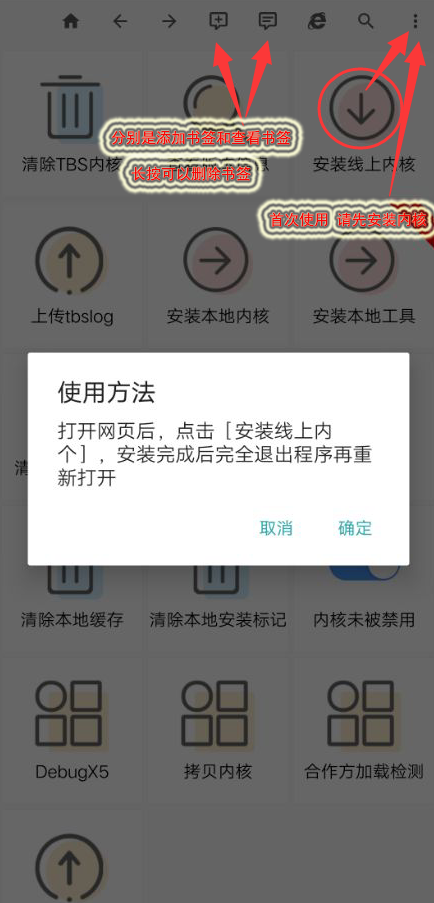 分别是添加书签和查看书签
清除TBS内核
息
安装线上内核
长按可以删除书签
首次使用 请先安装内核
上传tbslog
安装本地内核
安装本地工具
使用方法
打开网页后，点击［安装线上内
个］，安装完成后完全退出程序再重
新打开
清
取消
确定
清除本地缓存
清除本地安装标记
内核未被禁用
DebugX5
拷贝内核
合作方加载检测